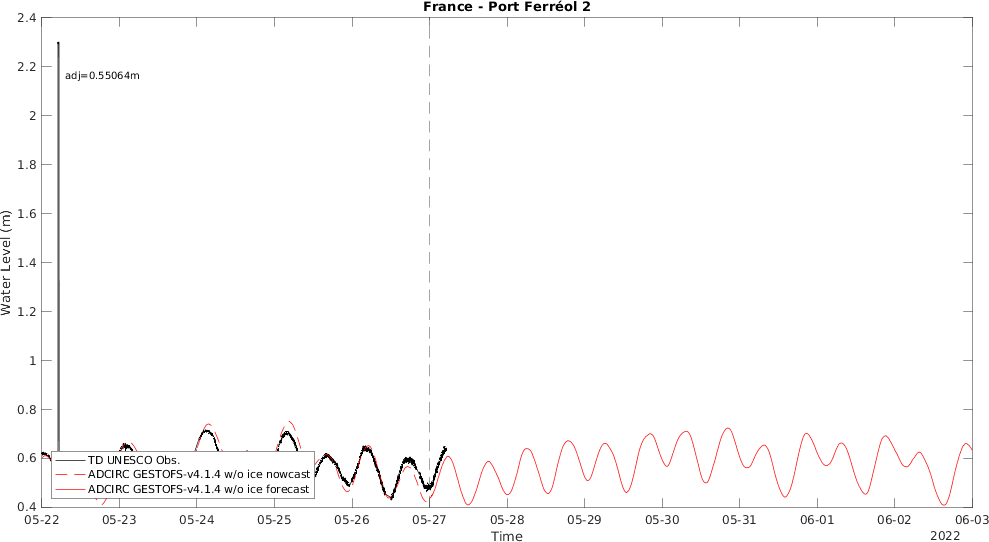 France - Port Ferréol 2
2.4
2.2
2
1.8
1.6
1.4
1.2
1
0.8
0.6
0.4
Water Level (m)
adj=0.55064m
TD UNESCO Obs.
ADCIRC GESTOFS-v4.1.4 w/o ice nowcast
ADCIRC GESTOFS-v4.1.4 w/o ice forecast
05-22 05-23 05-24 05-25 05-26 05-27 05-28 05-29 05-30 05-31 06-01 06-02 06-03
Time
2022